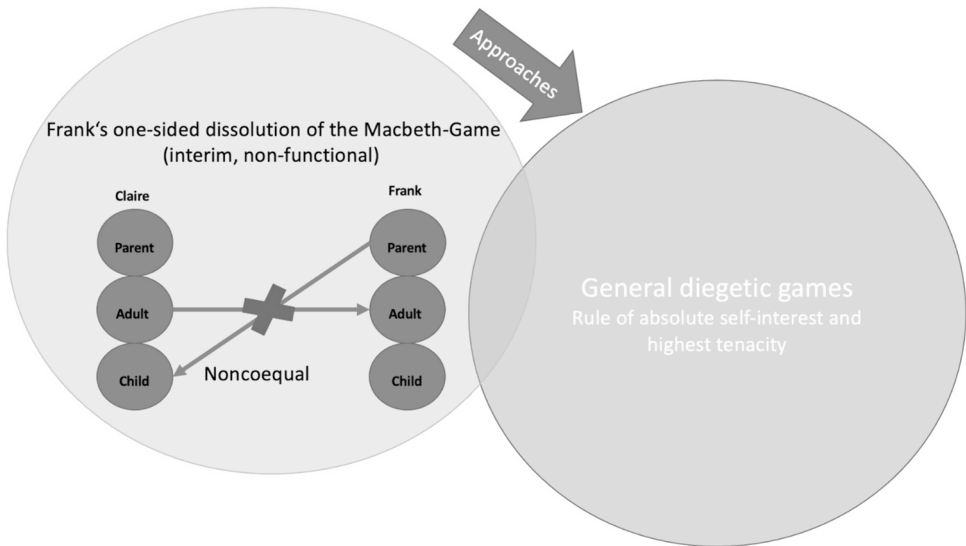 Approaches
Frank‘s one-sided dissolution of the Macbeth-Game
(interim, non-functional)
Claire
Frank
Parent
Parent
Adult
Adult
Child
Child
Noncoequal
General diegetic games
Rule of absolute self-interest and
highest tenacity